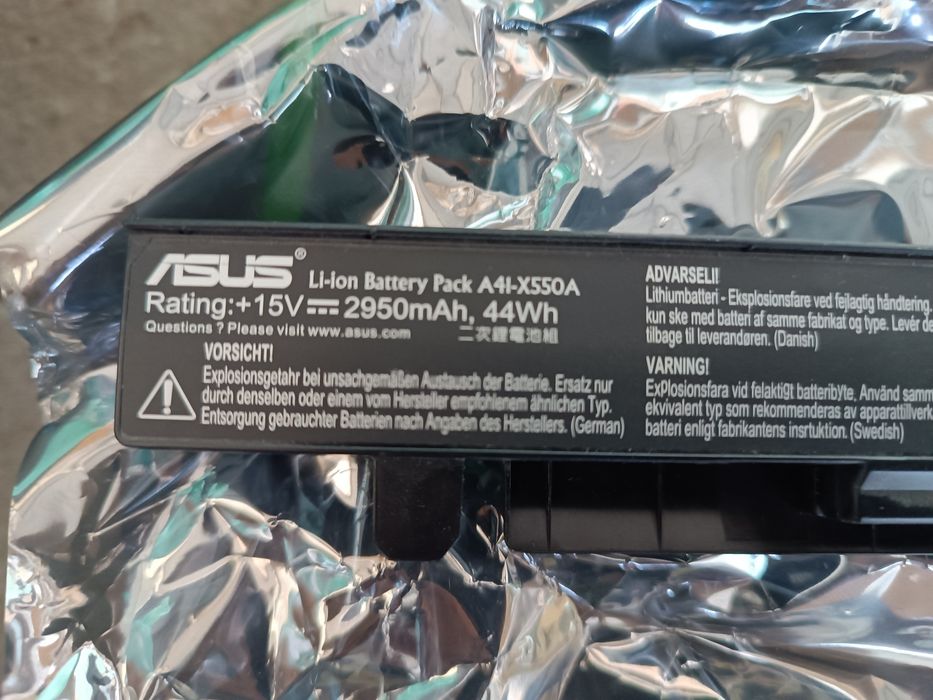 ASUS®
Li-ion Battery Pack A41-X550A
Rating:+15V⎓2950mAh, 44Wh
Questions ? Please visit www.asus.com
二次鋰電池組
VORSICHT!
Explosionsgetahr bei unsachgemäßen Austausch der Batterie. Ersatz nur
durch denselben oder einem vom Hersteller empfohlenem ähnlichen Typ.
Entsorgung gebrauchter Batterien nach Angaben des Herstellers. (German)
ADVARSEL!!
Lithiumbatteri - Eksplosionsfare ved fejlagtig håndtering.
kun ske med batteri af samme fabrikat og type. Levér de
tilbage til leverandøren. (Danish)
VARNING!
Explosionsfara vid felaktigt batteribyte. Använd samm
ekvivalent typ som rekommenderas av apparattillverk
batteri enligt fabrikantens insrtuktion. (Swedish)